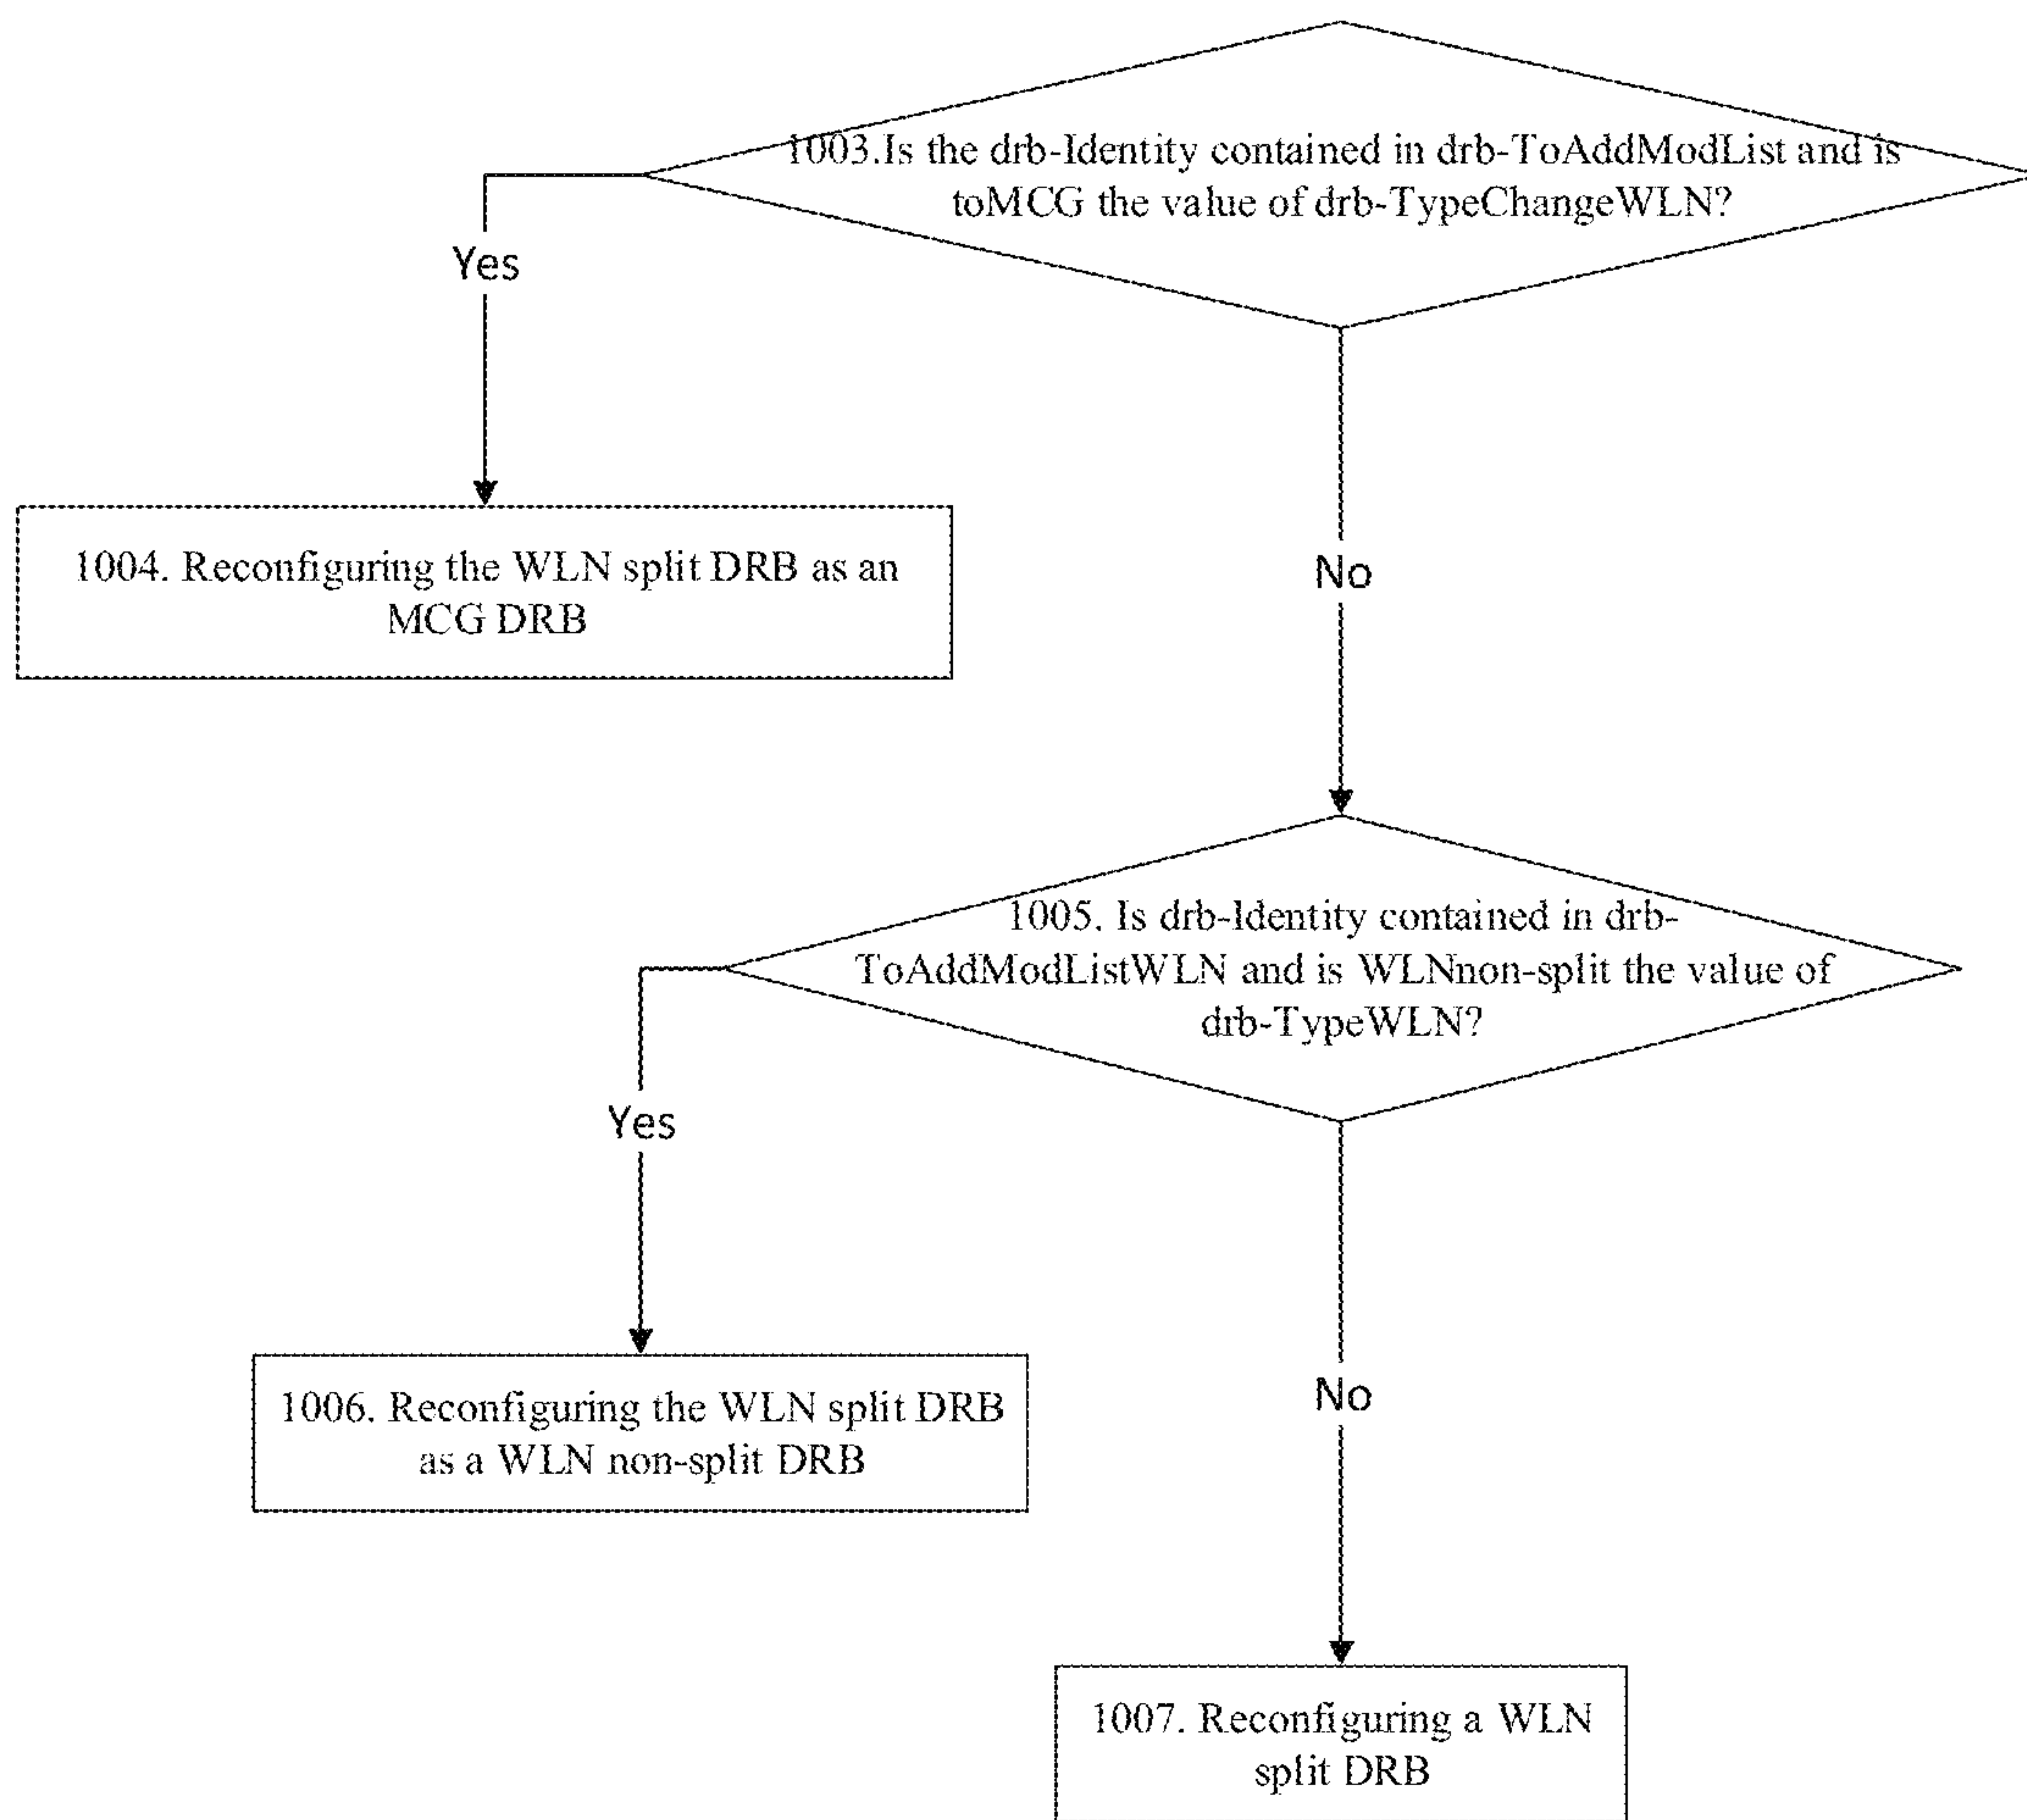 1003.Is the drb-Identity contained in drb-ToAddModList and is
toMCG the value of drb-TypeChangeWLN?
Yes
1004. Reconfiguring the WLN split DRB as an
MCG DRB
No
1005. Is drb-Identity contained in drb-
ToAddModListWLN and is WLNnon-split the value of
drb-TypeWLN?
Yes
1006. Reconfiguring the WLN split DRB
as a WLN non-split DRB
No
1007. Reconfiguring a WLN
split DRB